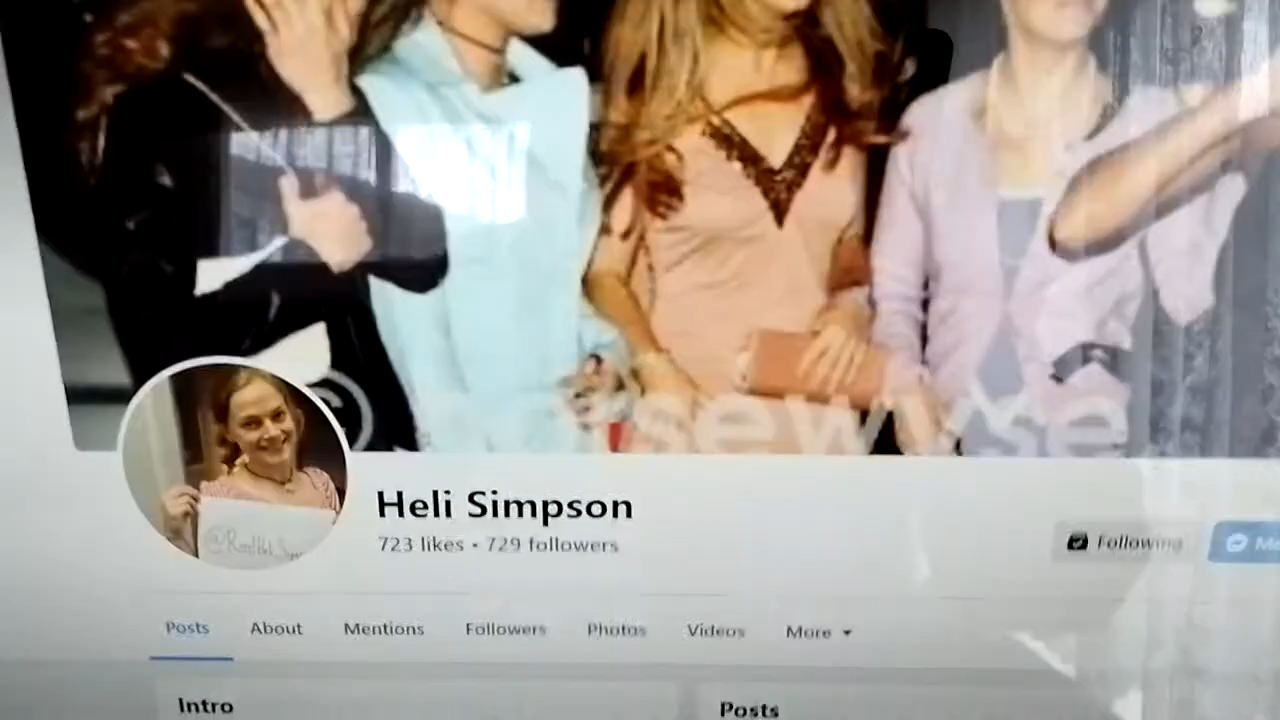 Heli Simpson
723 likes • 729 followers
Following
Posts
About
Mentions
Followers
Photos
Videos
More
Intro
Posts